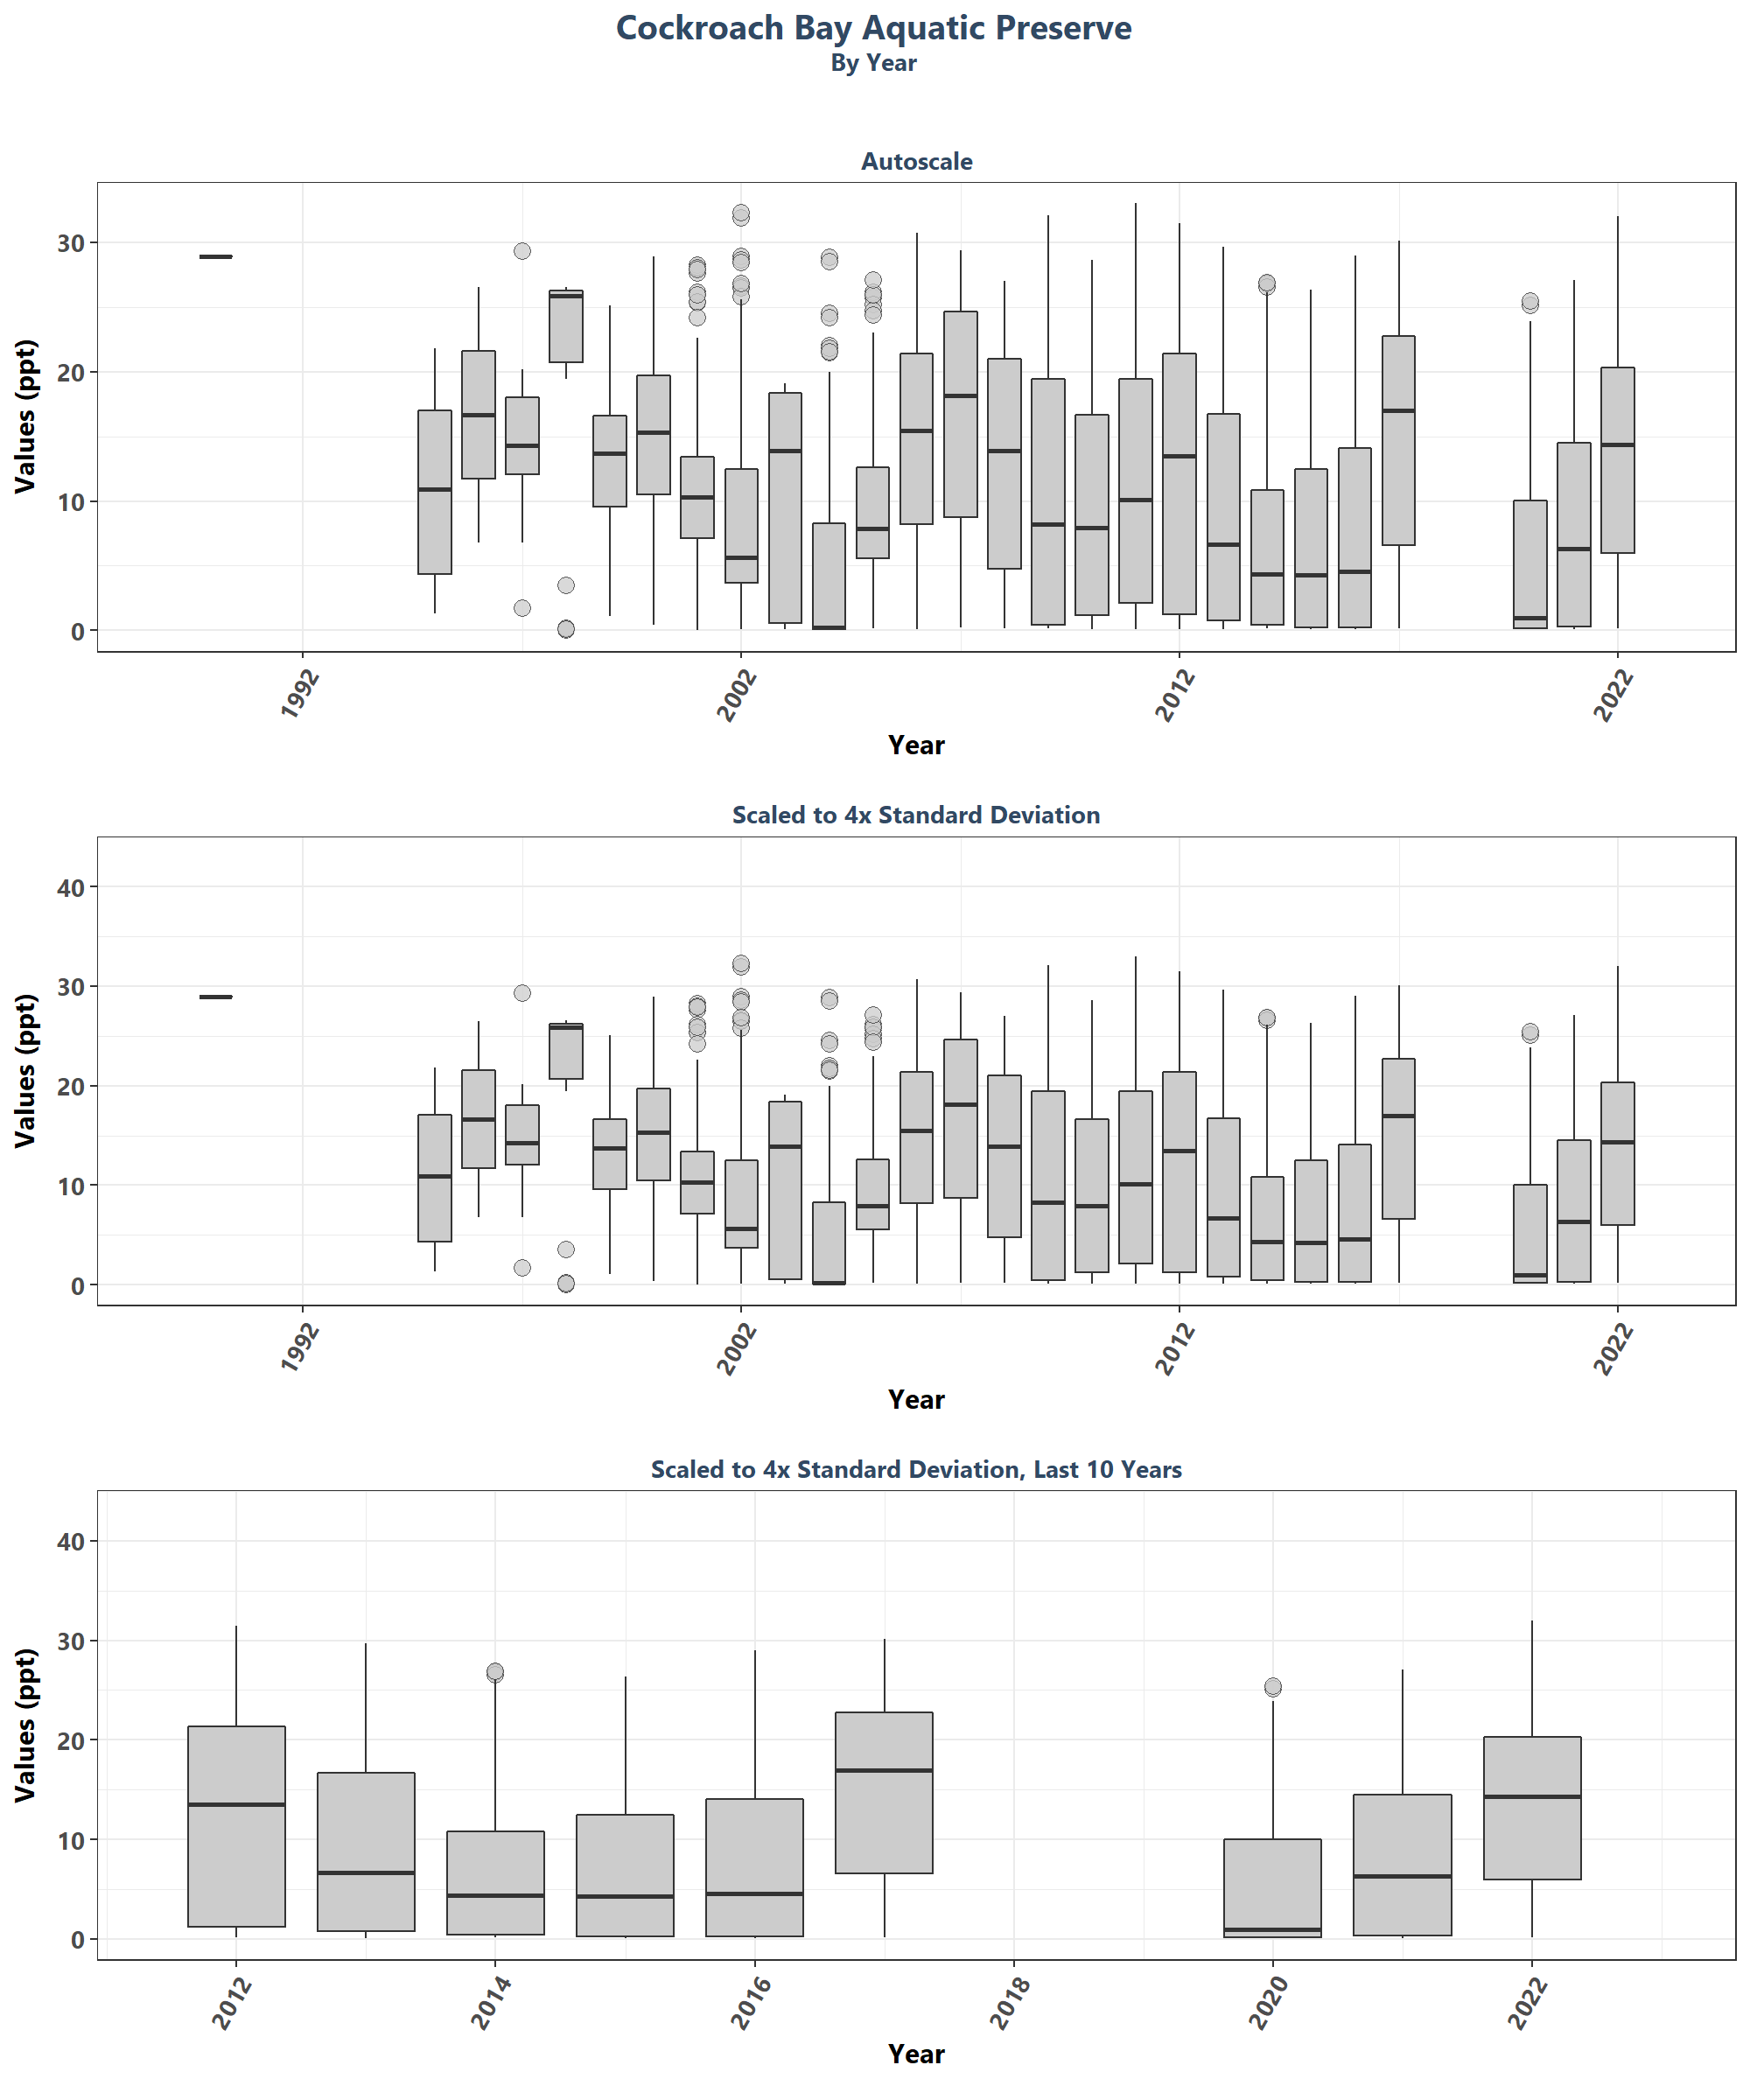 Cockroach Bay Aquatic Preserve
By Year
Autoscale
Values (ppt)
30
20
10
0
1992
2002
2012
2022
Year
Scaled to 4x Standard Deviation
Values (ppt)
40
30
20
10
0
1992
2002
2012
2022
Year
Scaled to 4x Standard Deviation, Last 10 Years
Values (ppt)
40
30
20
10
0
2012
2014
2016
2018
2020
2022
Year